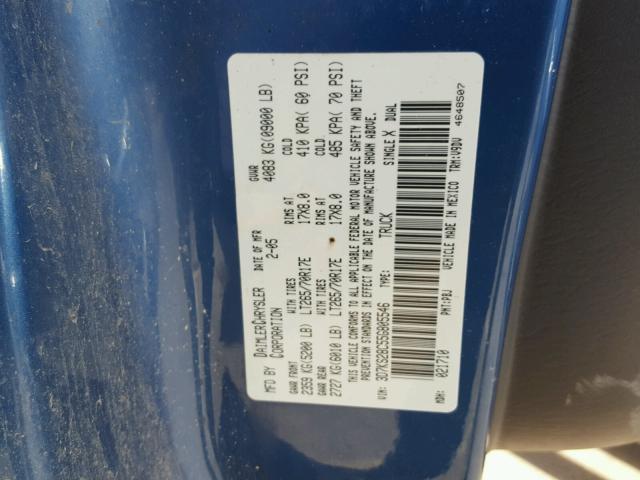 MFD BY DAIMLERCHRYSLER CORPORATION DATE OF MFR 2-05 GVWR 4083 KG(09000 LB)
GAWR FRONT WITH TIRES RIMS AT COLD
2359 KG(5200 LB) LT265/70R17E 17X8.0 410 KPA( 60 PSI)
GAWR REAR WITH TIRES RIMS AT COLD
2727 KG(6010 LB) LT265/70R17E 17X8.0 485 KPA( 70 PSI)
THIS VEHICLE CONFORMS TO ALL APPLICABLE FEDERAL MOTOR VEHICLE SAFETY AND THEFT
PREVENTION STANDARDS IN EFFECT ON THE DATE OF MANUFACTURE SHOWN ABOVE.
VIN: 3D7KS28C55G805546 TYPE: TRUCK SINGLE X DUAL
MDH: 021710 PNT:PBJ VEHICLE MADE IN MEXICO TRM:V9DV
4648507